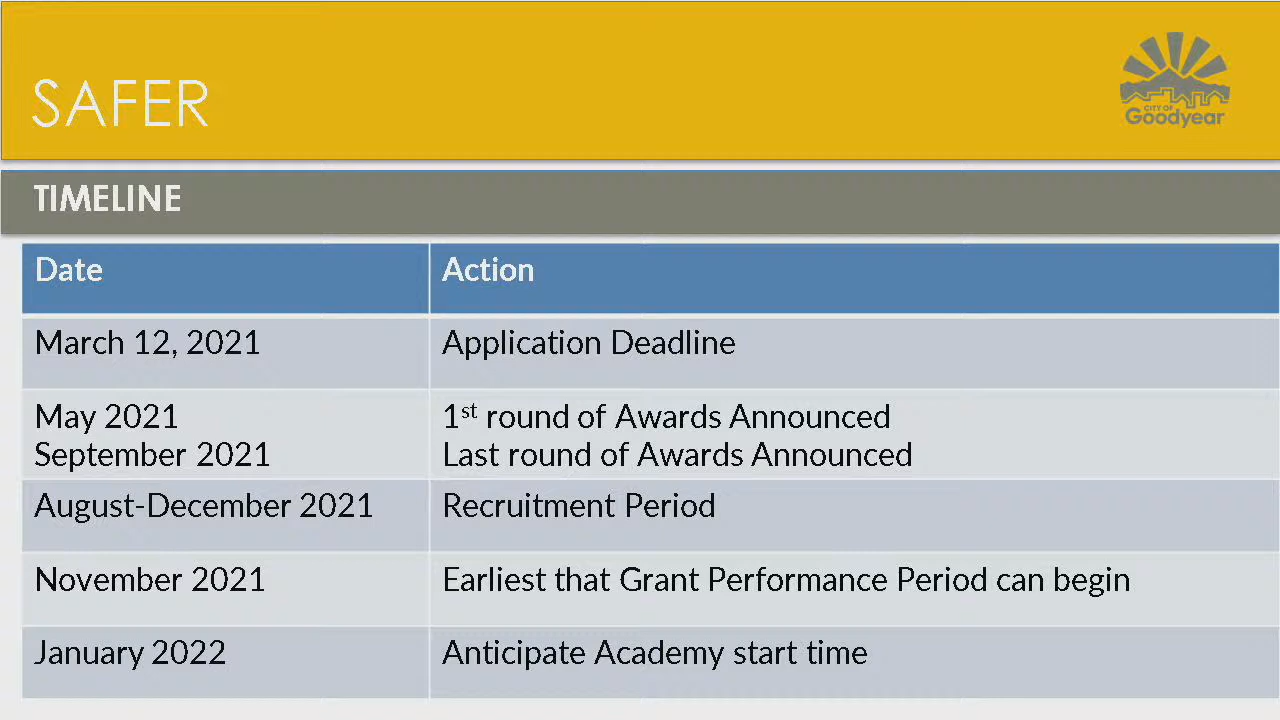 SAFER
CITY OF
Goodyear
TIMELINE
Date Action
March 12, 2021 Application Deadline
May 2021 1st round of Awards Announced
September 2021 Last round of Awards Announced
August-December 2021 Recruitment Period
November 2021 Earliest that Grant Performance Period can begin
January 2022 Anticipate Academy start time